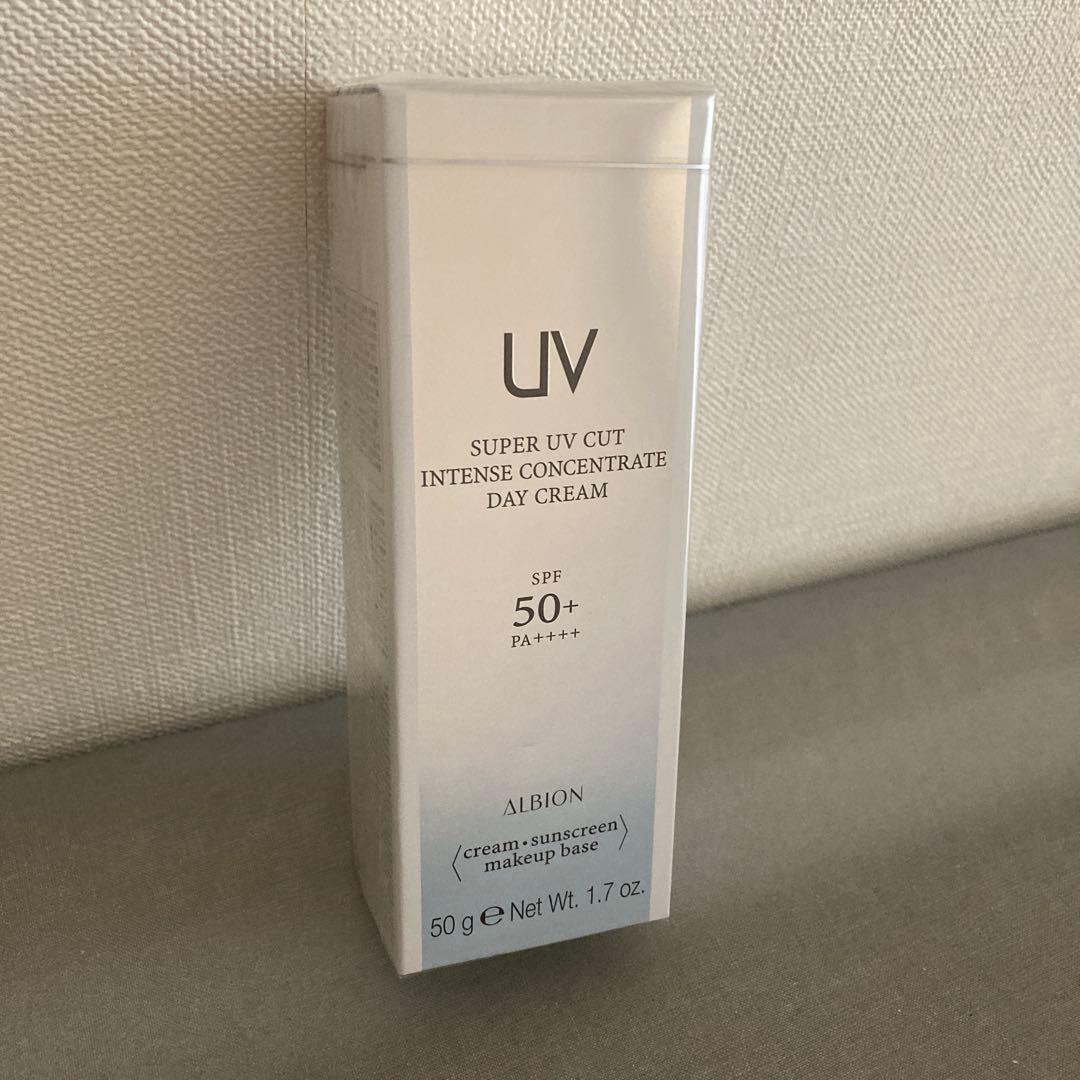 UV
SUPER UV CUT
INTENSE CONCENTRATE
DAY CREAM
SPF
50+
PA++++
ALBION
〈cream・sunscreen
makeup base〉
50 g ℮ Net Wt. 1.7 oz.